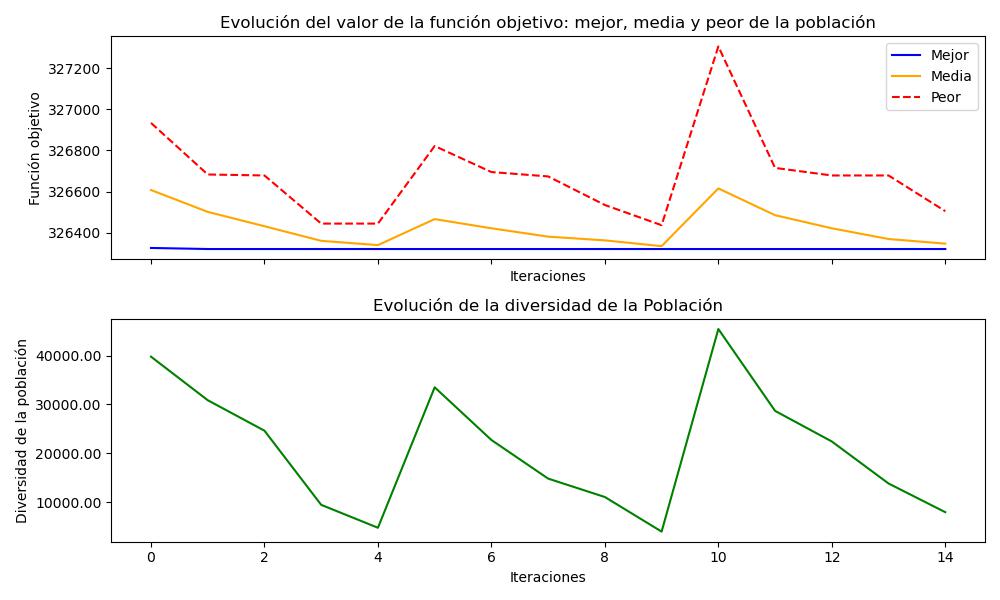 Evolución del valor de la función objetivo: mejor, media y peor de la población
Función objetivo
327200
327000
326800
326600
326400
Mejor
Media
Peor
Iteraciones
Evolución de la diversidad de la Población
Diversidad de la población
40000.00
30000.00
20000.00
10000.00
0 2 4 6 8 10 12 14
Iteraciones